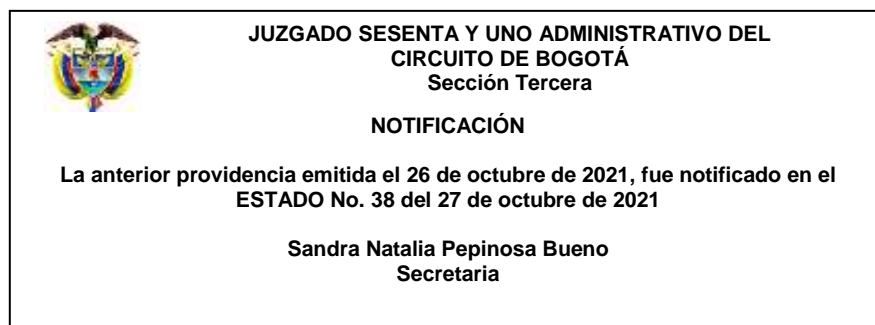 JUZGADO SESENTA Y UNO ADMINISTRATIVO DEL
CIRCUITO DE BOGOTÁ
Sección Tercera
NOTIFICACIÓN
La anterior providencia emitida el 26 de octubre de 2021, fue notificado en el
ESTADO No. 38 del 27 de octubre de 2021
Sandra Natalia Pepinosa Bueno
Secretaria